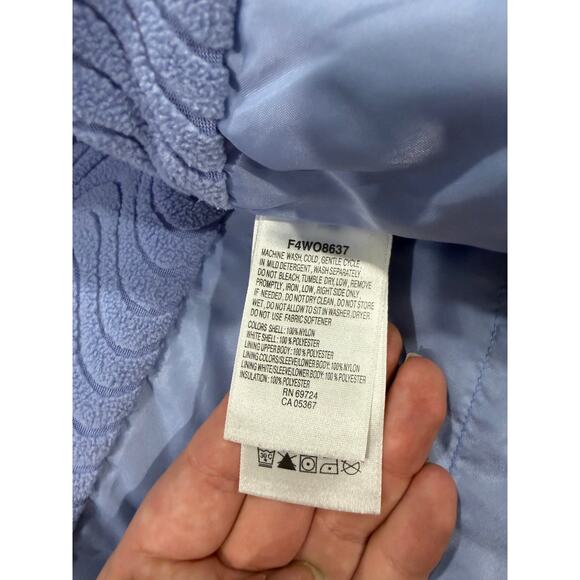 F4WO8637
MACHINE WASH, COLD, GENTLE CYCLE,
IN MILD DETERGENT, WASH SEPARATELY
DO NOT BLEACH, TUMBLE DRY, LOW, REMOVE
PROMPTLY, IRON, LOW, RIGHT SIDE ONLY,
IF NEEDED, DO NOT DRY CLEAN, DO NOT STORE
WET, DO NOT ALLOW TO SIT IN WASHER/DRYER
DO NOT USE FABRIC SOFTENER
COLORS SHELL: 100% NYLON
WHITE SHELL: 100% POLYESTER
LINING UPPER BODY: 100% POLYESTER
LINING COLORS/SLEEVE/LOWER BODY: 100% NYLON
LINING WHITE/SLEEVE/LOWER BODY: 100% POLYESTER
INSULATION: 100% POLYESTER
RN 69724
CA 05367
30°C